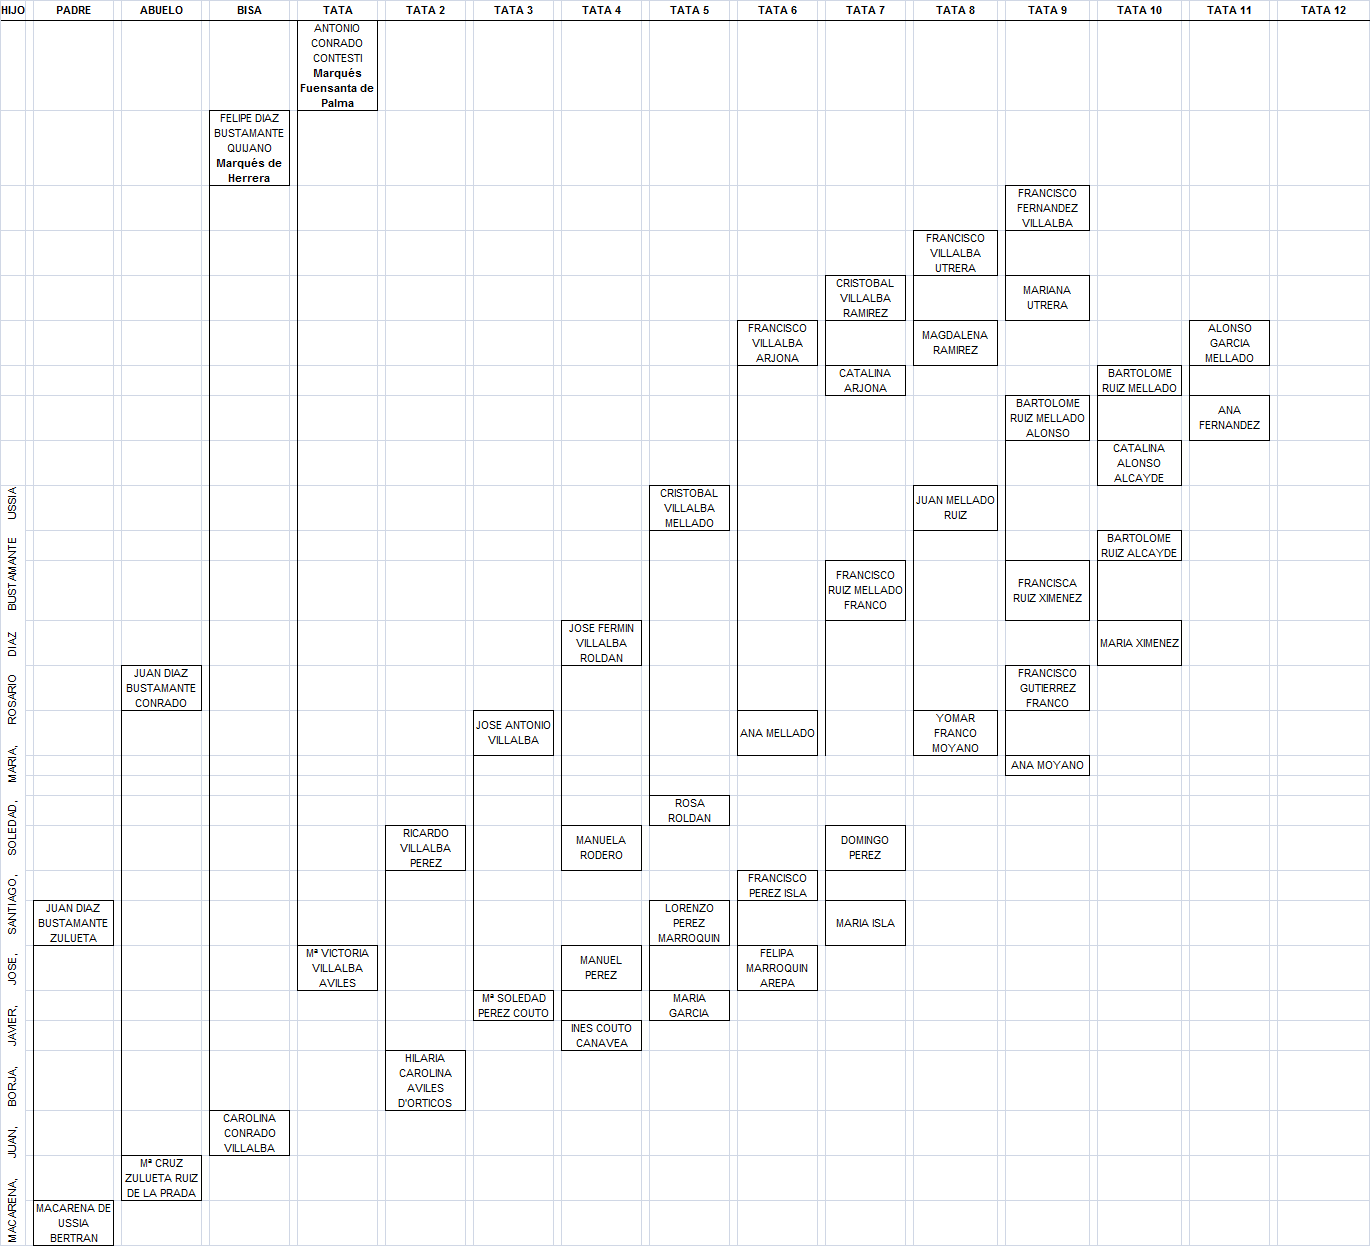 HIJO PADRE ABUELO BISA TATA TATA 2 TATA 3 TATA 4 TATA 5 TATA 6 TATA 7 TATA 8 TATA 9 TATA 10 TATA 11 TATA 12
ANTONIO
CONRADO
CONTESTI
Marqués
Fuensanta de
Palma
FELIPE DIAZ
BUSTAMANTE
QUIJANO
Marqués de
Herrera
FRANCISCO
FERNANDEZ
VILLALBA
FRANCISCO
VILLALBA
UTRERA
CRISTOBAL
VILLALBA
RAMIREZ
MARIANA
UTRERA
FRANCISCO
VILLALBA
ARJONA
MAGDALENA
RAMIREZ
ALONSO
GARCIA
MELLADO
CATALINA
ARJONA
BARTOLOME
RUIZ MELLADO
BARTOLOME
RUIZ MELLADO
ALONSO
ANA
FERNANDEZ
CATALINA
ALONSO
ALCAYDE
CRISTOBAL
VILLALBA
MELLADO
JUAN MELLADO
RUIZ
BARTOLOME
RUIZ ALCAYDE
FRANCISCO
RUIZ MELLADO
FRANCO
FRANCISCA
RUIZ XIMENEZ
JOSE FERMIN
VILLALBA
ROLDAN
MARIA XIMENEZ
JUAN DIAZ
BUSTAMANTE
CONRADO
FRANCISCO
GUTIERREZ
FRANCO
JOSE ANTONIO
VILLALBA
ANA MELLADO
YOMAR
FRANCO
MOYANO
ANA MOYANO
ROSA
ROLDAN
RICARDO
VILLALBA
PEREZ
MANUELA
RODERO
DOMINGO
PEREZ
FRANCISCO
PEREZ ISLA
JUAN DIAZ
BUSTAMANTE
ZULUETA
LORENZO
PEREZ
MARROQUIN
MARIA ISLA
Mª VICTORIA
VILLALBA
AVILES
MANUEL
PEREZ
FELIPA
MARROQUIN
AREPA
Mª SOLEDAD
PEREZ COUTO
MARIA
GARCIA
INES COUTO
CANAVEA
HILARIA
CAROLINA
AVILES
D'ORTICOS
CAROLINA
CONRADO
VILLALBA
Mª CRUZ
ZULUETA RUIZ
DE LA PRADA
MACARENA DE
USSIA
BERTRAN
MACARENA, JUAN, BORJA, JAVIER, JOSE, SANTIAGO, SOLEDAD, MARIA, ROSARIO DIAZ BUSTAMANTE USSIA